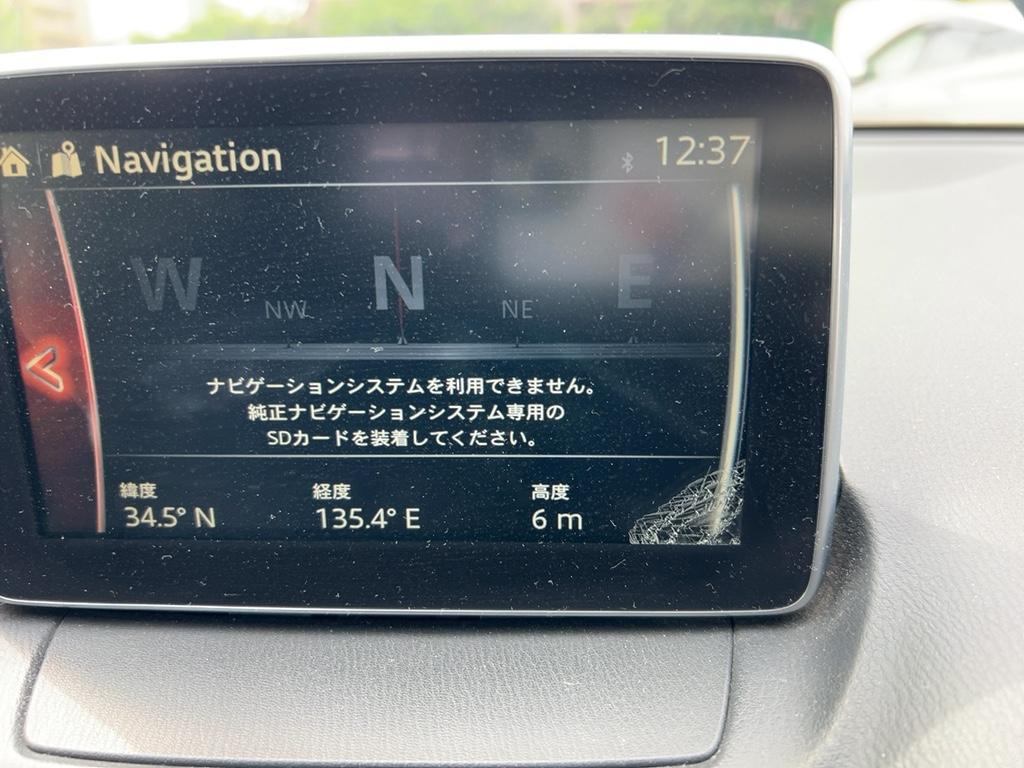 Navigation
12:37
W NW N NE E
ナビゲーションシステムを利用できません。
純正ナビゲーションシステム専用の
SDカードを装着してください。
緯度 経度 高度
34.5° N 135.4° E 6 m